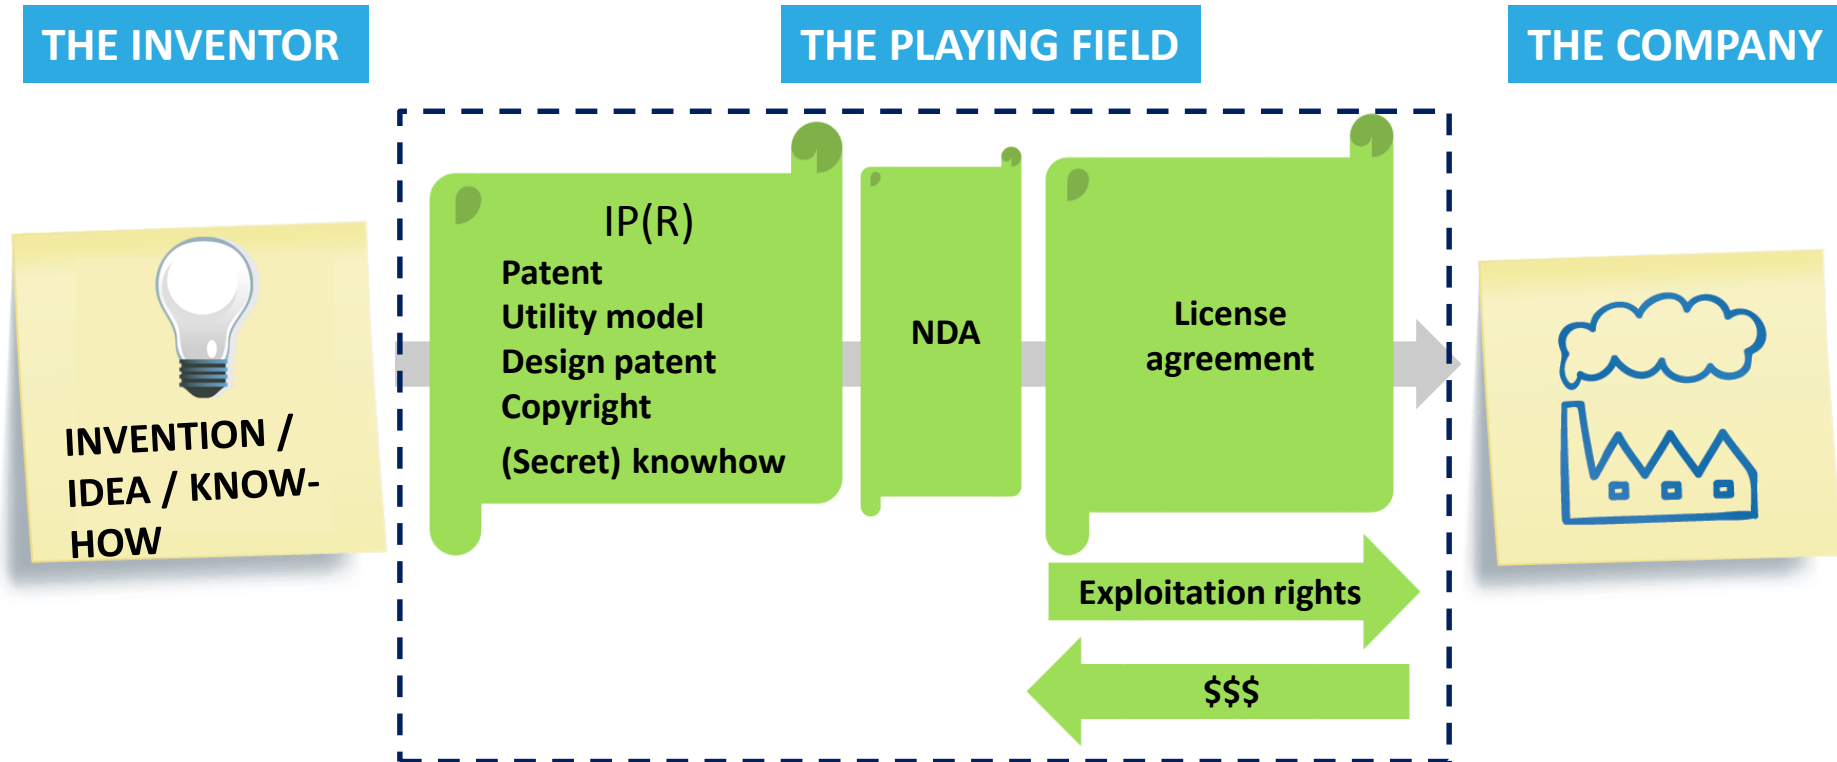 THE INVENTOR
THE PLAYING FIELD
THE COMPANY
INVENTION /
IDEA / KNOW-
HOW
IP(R)
Patent
Utility model
Design patent
Copyright
(Secret) knowhow
NDA
License
agreement
Exploitation rights
$$$